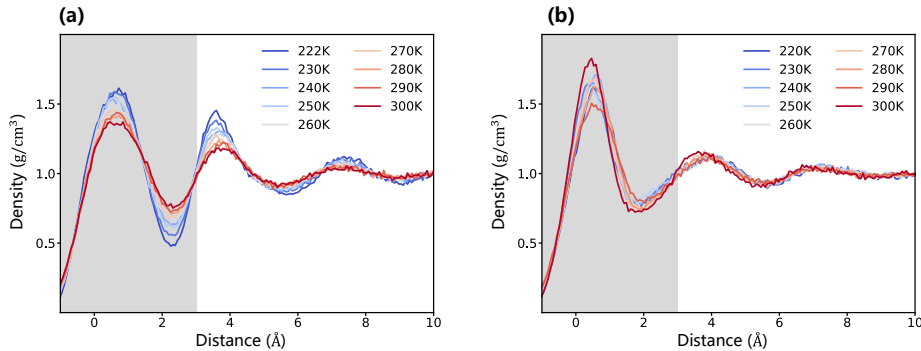 (a)
222K 270K
230K 280K
240K 290K
250K 300K
260K
1.5
1.0
0.5
Density (g/cm³)
0 2 4 6 8 10
Distance (Å)
(b)
220K 270K
230K 280K
240K 290K
250K 300K
260K
1.5
1.0
0.5
Density (g/cm³)
0 2 4 6 8 10
Distance (Å)